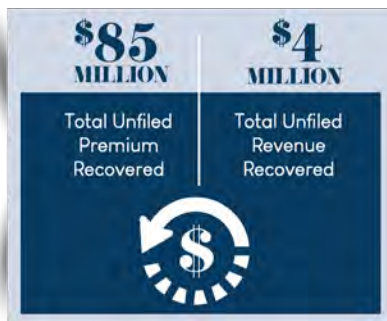 $85
MILLION
Total Unfiled
Premium
Recovered
$4
MILLION
Total Unfiled
Revenue
Recovered
$